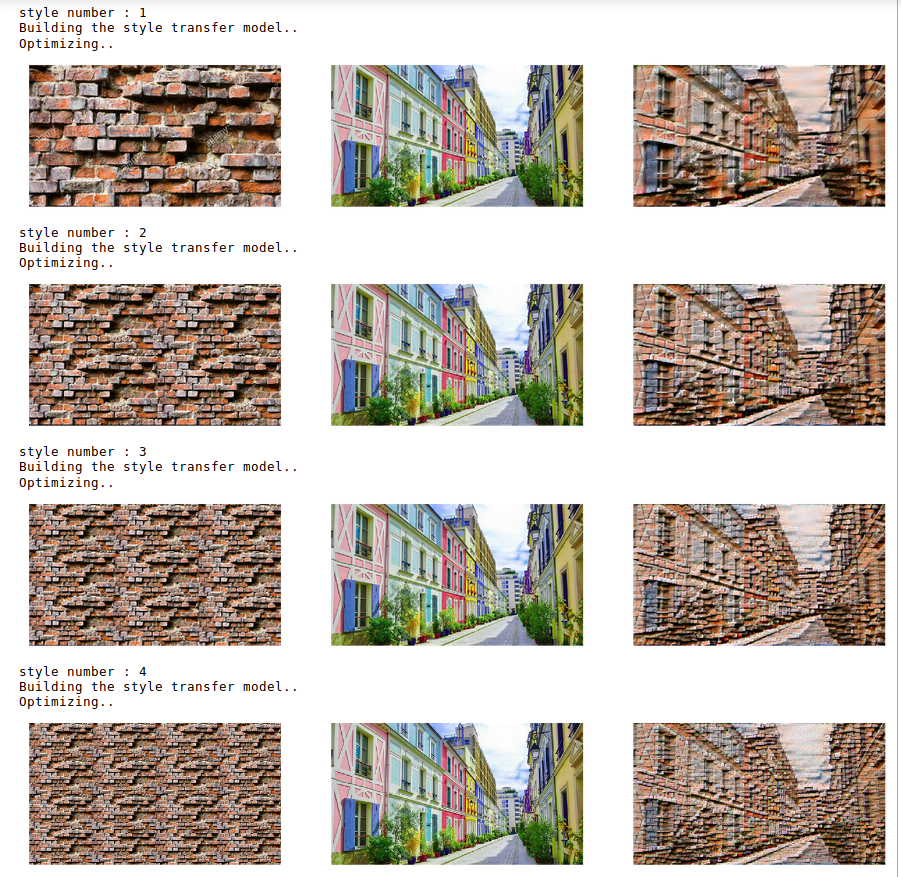 style number : 1
Building the style transfer model..
Optimizing..
style number : 2
Building the style transfer model..
Optimizing..
style number : 3
Building the style transfer model..
Optimizing..
style number : 4
Building the style transfer model..
Optimizing..